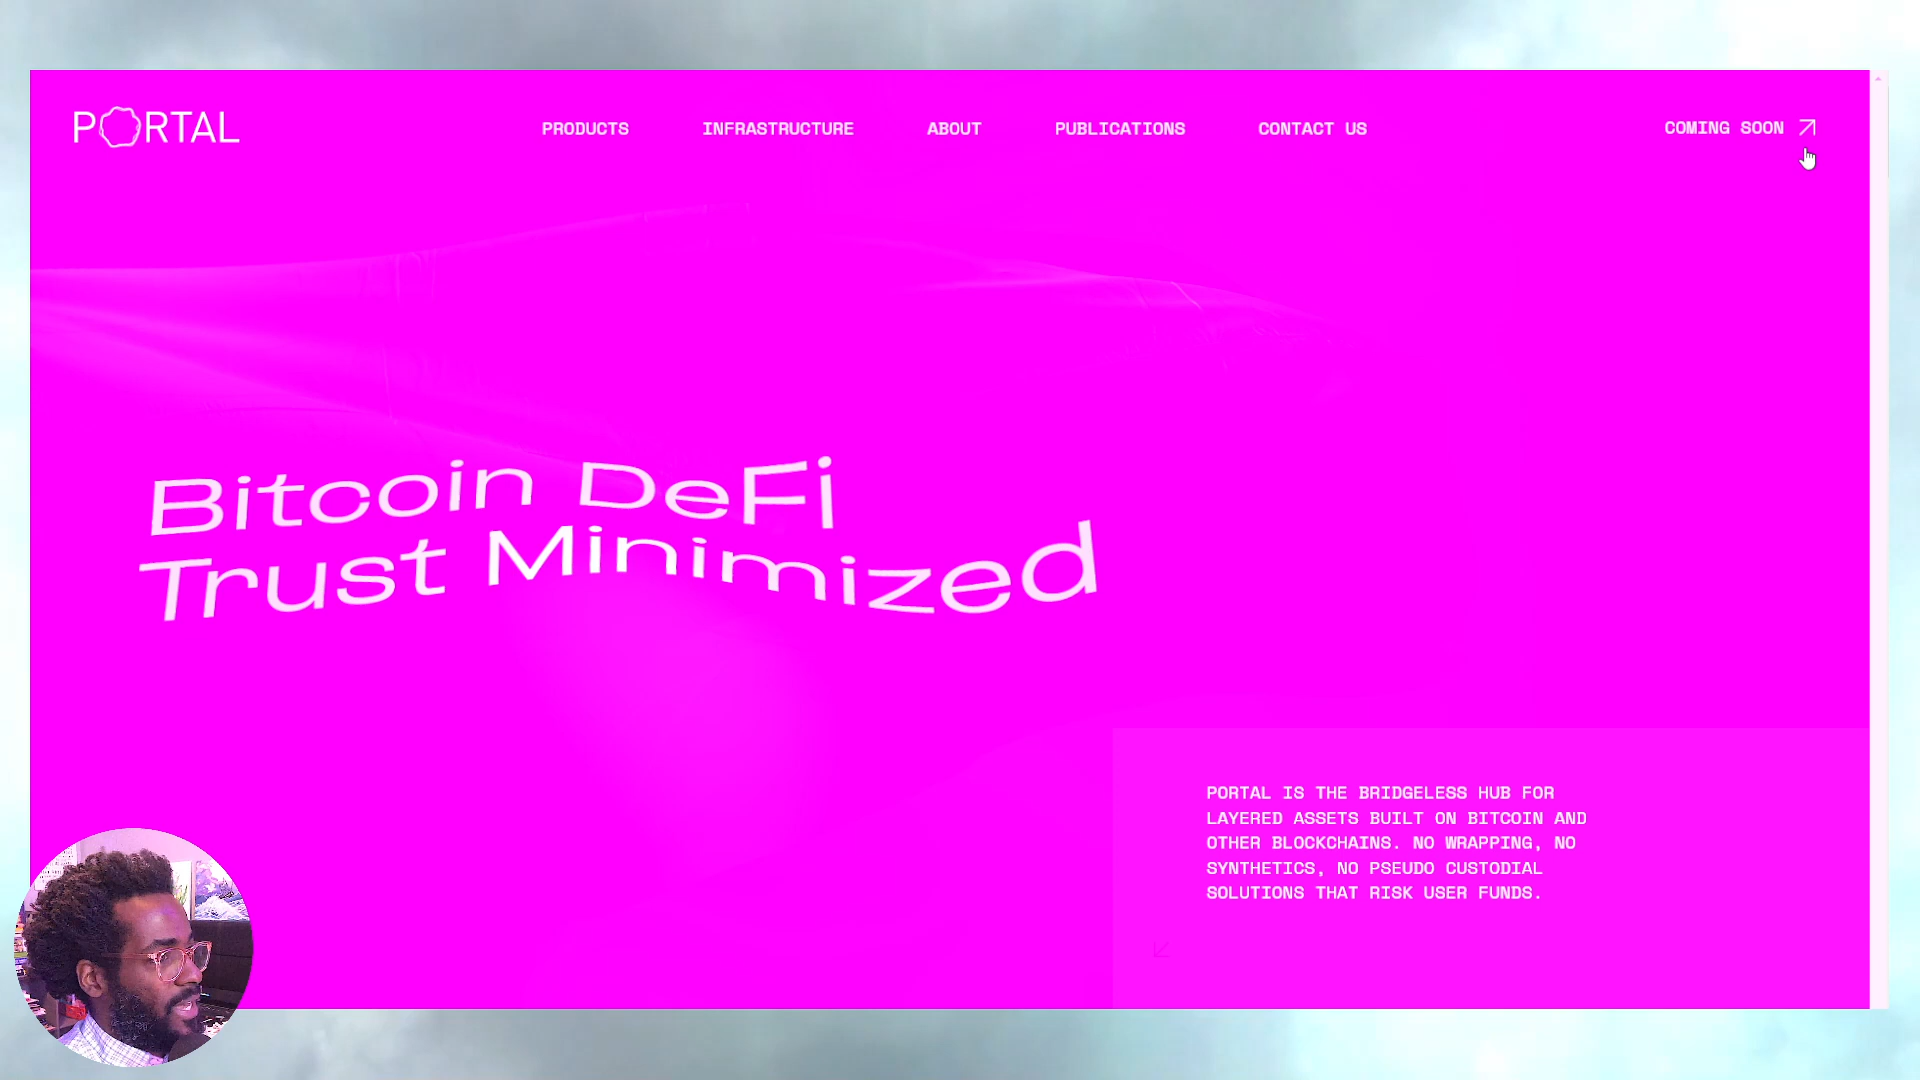 PORTAL
PRODUCTS
INFRASTRUCTURE
ABOUT
PUBLICATIONS
CONTACT US
COMING SOON
Bitcoin DeFi
Trust Minimized
PORTAL IS THE BRIDGELESS HUB FOR
LAYERED ASSETS BUILT ON BITCOIN AND
OTHER BLOCKCHAINS. NO WRAPPING, NO
SYNTHETICS, NO PSEUDO CUSTODIAL
SOLUTIONS THAT RISK USER FUNDS.